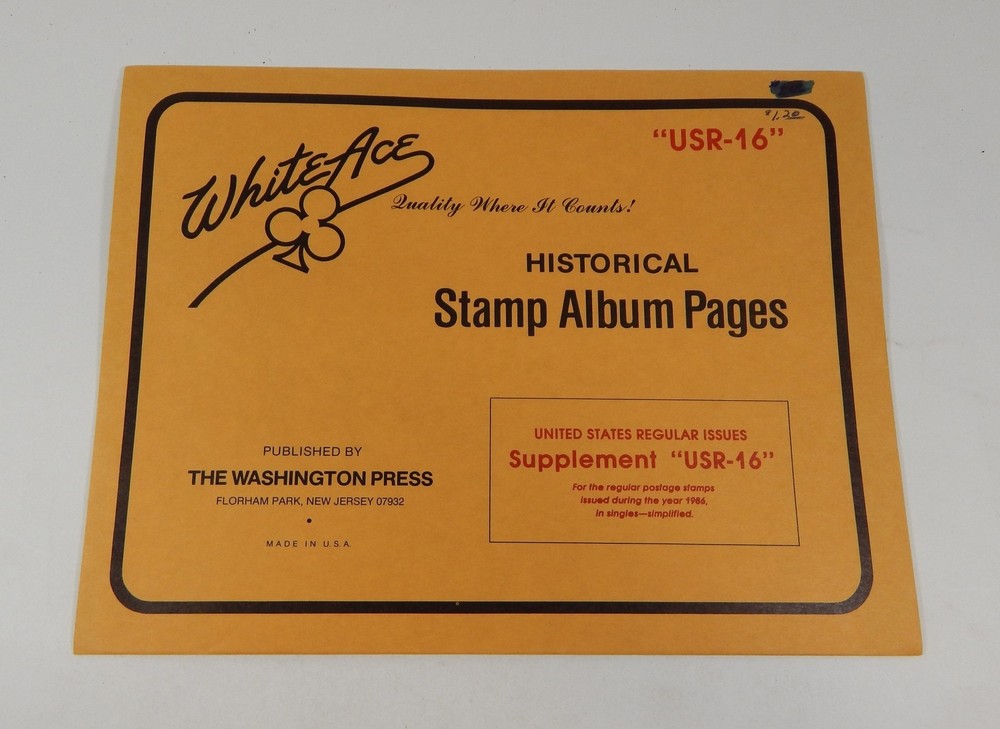 $1.20
"USR-16"
White Ace
Quality Where It Counts!
HISTORICAL
Stamp Album Pages
PUBLISHED BY
THE WASHINGTON PRESS
FLORHAM PARK, NEW JERSEY 07932
•
MADE IN U.S.A.
UNITED STATES REGULAR ISSUES
Supplement "USR-16"
For the regular postage stamps
issued during the year 1986,
in singles—simplified.